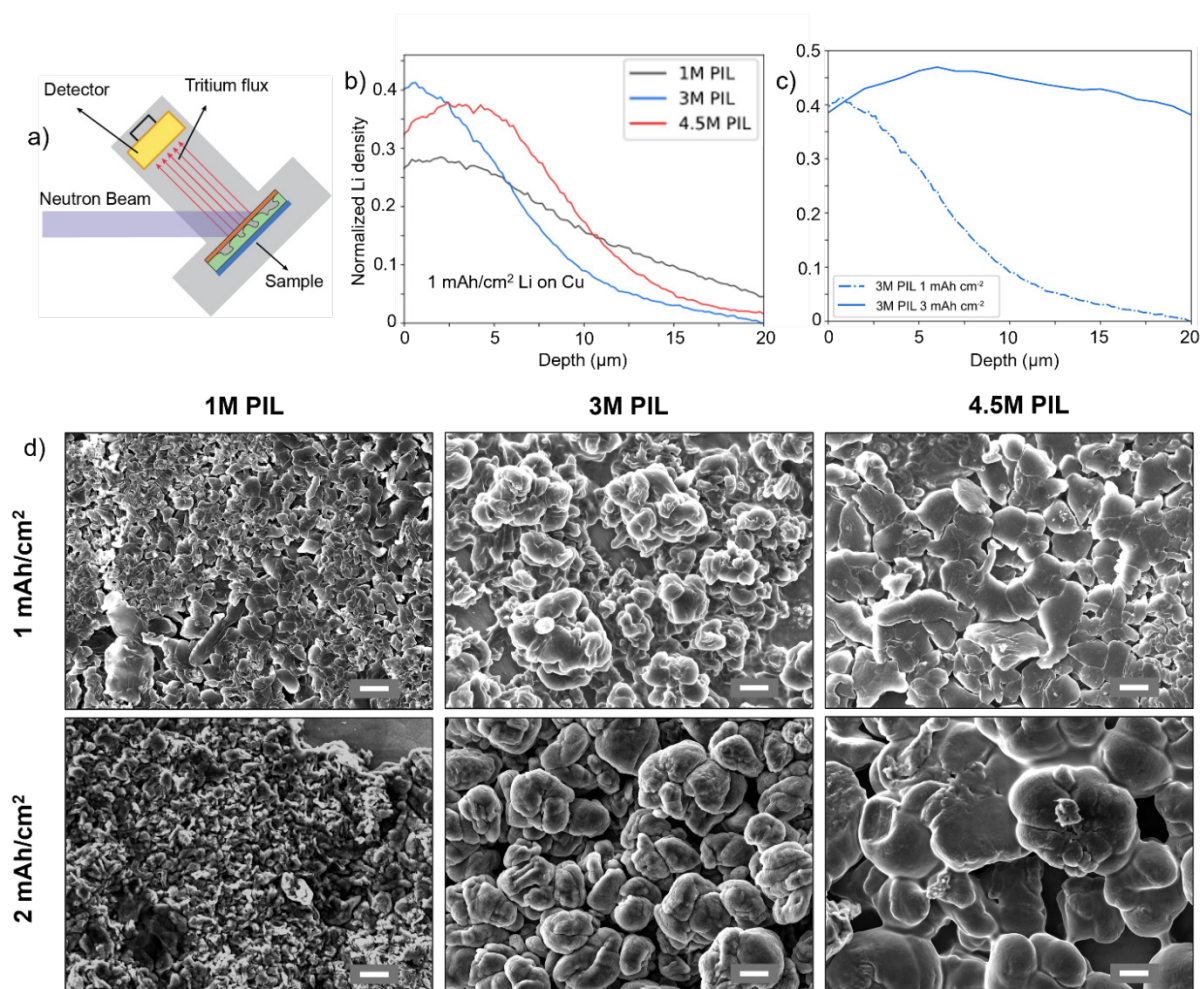 a)
Detector
Tritium flux
Neutron Beam
Sample
b)
Normalized Li density
0.4
0.3
0.2
0.1
0
0
5
10
15
20
Depth (µm)
1M PIL
3M PIL
4.5M PIL
1 mAh/cm² Li on Cu
c)
0.5
0.4
0.3
0.2
0.1
0
0
5
10
15
20
Depth (µm)
3M PIL 1 mAh cm⁻²
3M PIL 3 mAh cm⁻²
1M PIL
3M PIL
4.5M PIL
d)
1 mAh/cm²
2 mAh/cm²